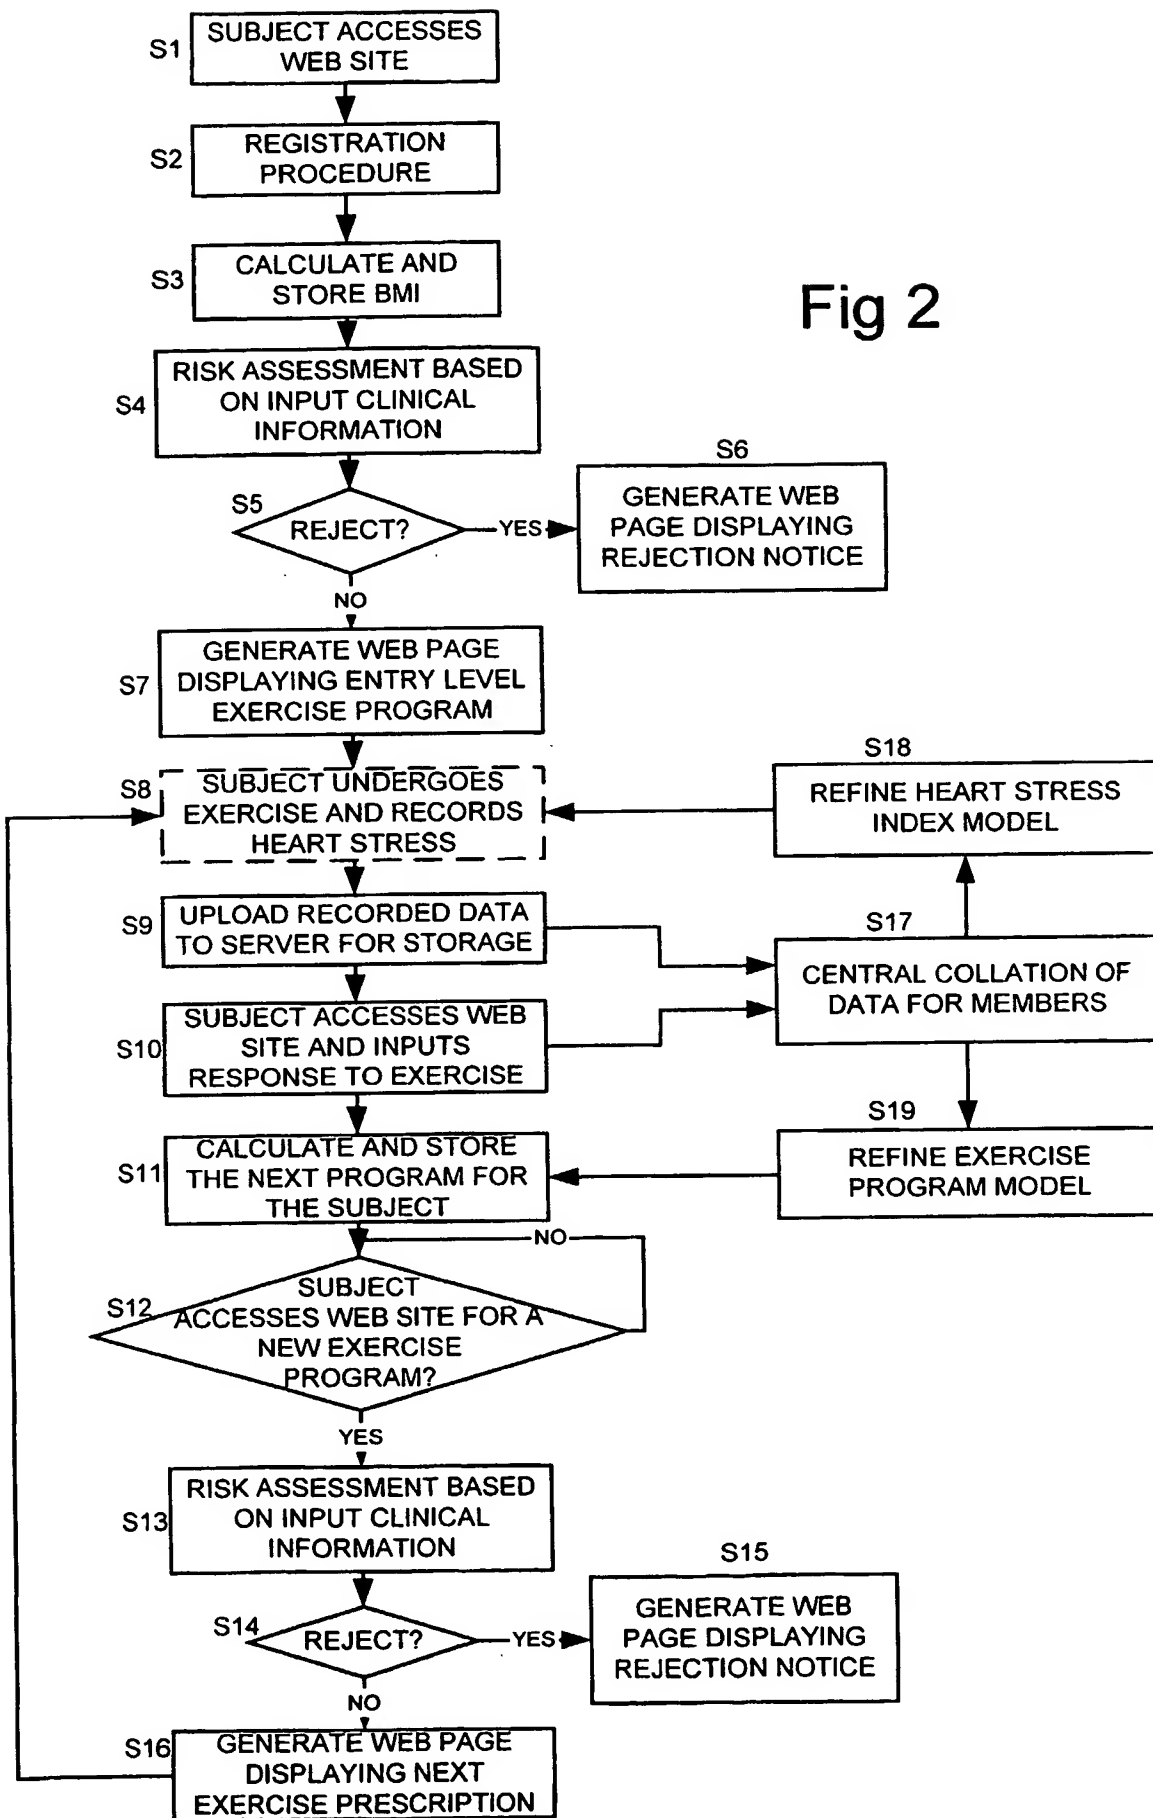 S1
SUBJECT ACCESSES
WEB SITE
S2
REGISTRATION
PROCEDURE
S3
CALCULATE AND
STORE BMI
Fig 2
S4
RISK ASSESSMENT BASED
ON INPUT CLINICAL
INFORMATION
S5
REJECT?
YES
S6
GENERATE WEB
PAGE DISPLAYING
REJECTION NOTICE
NO
S7
GENERATE WEB PAGE
DISPLAYING ENTRY LEVEL
EXERCISE PROGRAM
S8
SUBJECT UNDERGOES
EXERCISE AND RECORDS
HEART STRESS
S18
REFINE HEART STRESS
INDEX MODEL
S9
UPLOAD RECORDED DATA
TO SERVER FOR STORAGE
S17
CENTRAL COLLATION OF
DATA FOR MEMBERS
S10
SUBJECT ACCESSES WEB
SITE AND INPUTS
RESPONSE TO EXERCISE
S19
REFINE EXERCISE
PROGRAM MODEL
S11
CALCULATE AND STORE
THE NEXT PROGRAM FOR
THE SUBJECT
NO
S12
SUBJECT
ACCESSES WEB SITE FOR A
NEW EXERCISE
PROGRAM?
YES
S13
RISK ASSESSMENT BASED
ON INPUT CLINICAL
INFORMATION
S14
REJECT?
YES
S15
GENERATE WEB
PAGE DISPLAYING
REJECTION NOTICE
NO
S16
GENERATE WEB PAGE
DISPLAYING NEXT
EXERCISE PRESCRIPTION